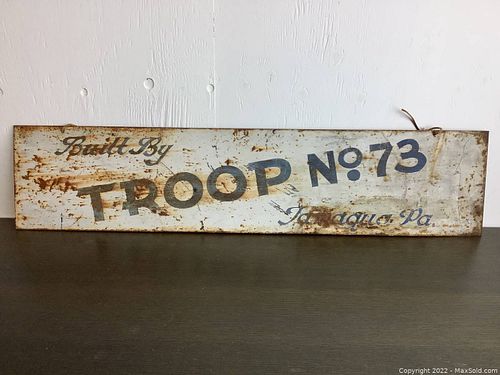 Built By
TROOP No. 73
Tamaqua, Pa.
Copyright 2022 - MaxSold.com